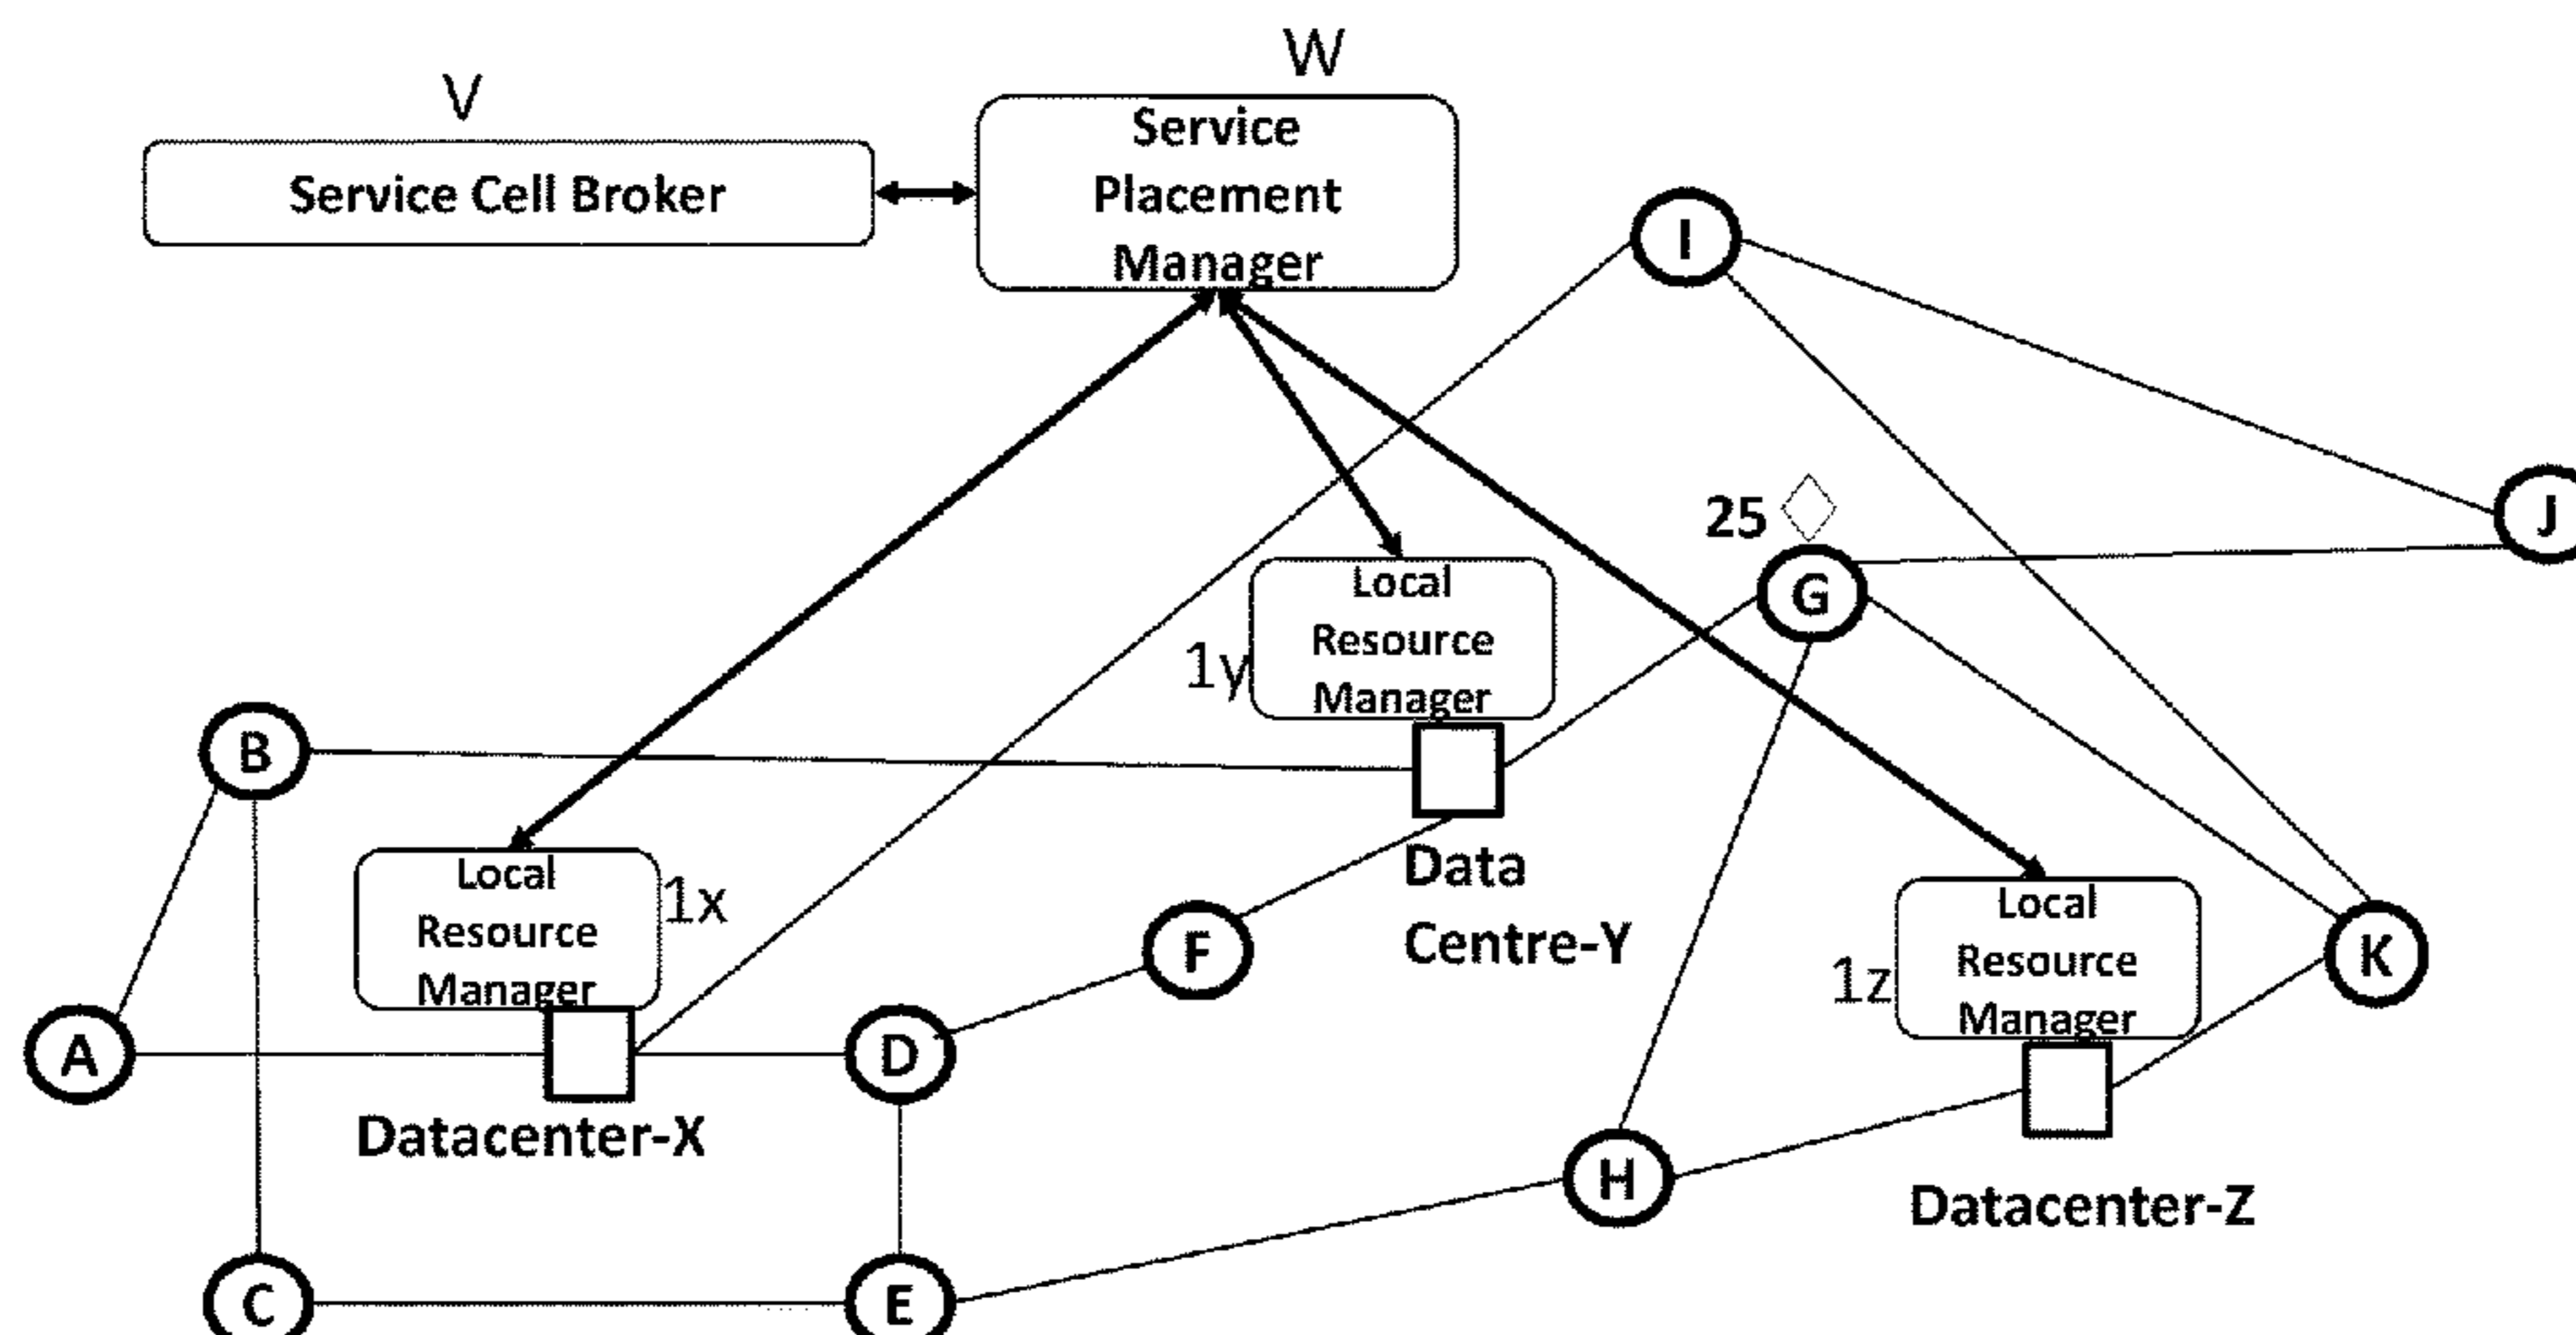 W
V
Service
Placement
Manager
Service Cell Broker
I
J
25
G
Local
Resource
Manager
1y
B
Data
Centre-Y
Local
Resource
Manager
1x
F
Local
Resource
Manager
1z
K
A
D
Datacenter-X
H
Datacenter-Z
C
E